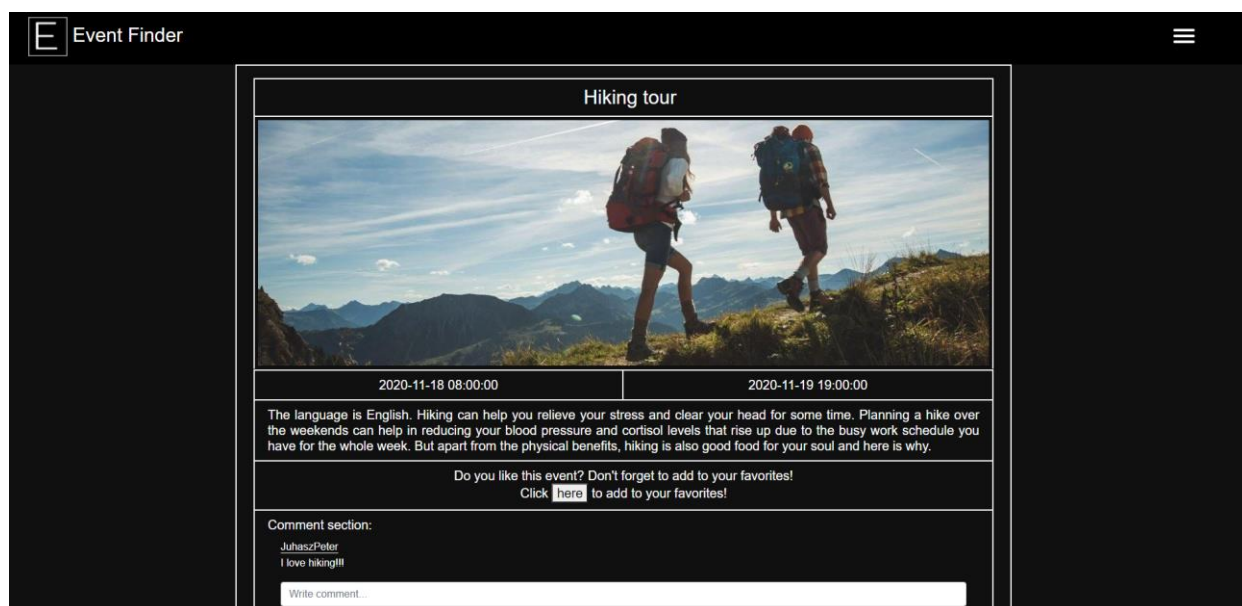 E Event Finder
Hiking tour
2020-11-18 08:00:00 2020-11-19 19:00:00
The language is English. Hiking can help you relieve your stress and clear your head for some time. Planning a hike over
the weekends can help in reducing your blood pressure and cortisol levels that rise up due to the busy work schedule you
have for the whole week. But apart from the physical benefits, hiking is also good food for your soul and here is why.
Do you like this event? Don't forget to add to your favorites!
Click here to add to your favorites!
Comment section:
JuhaszPeter
I love hiking!!!
Write comment...